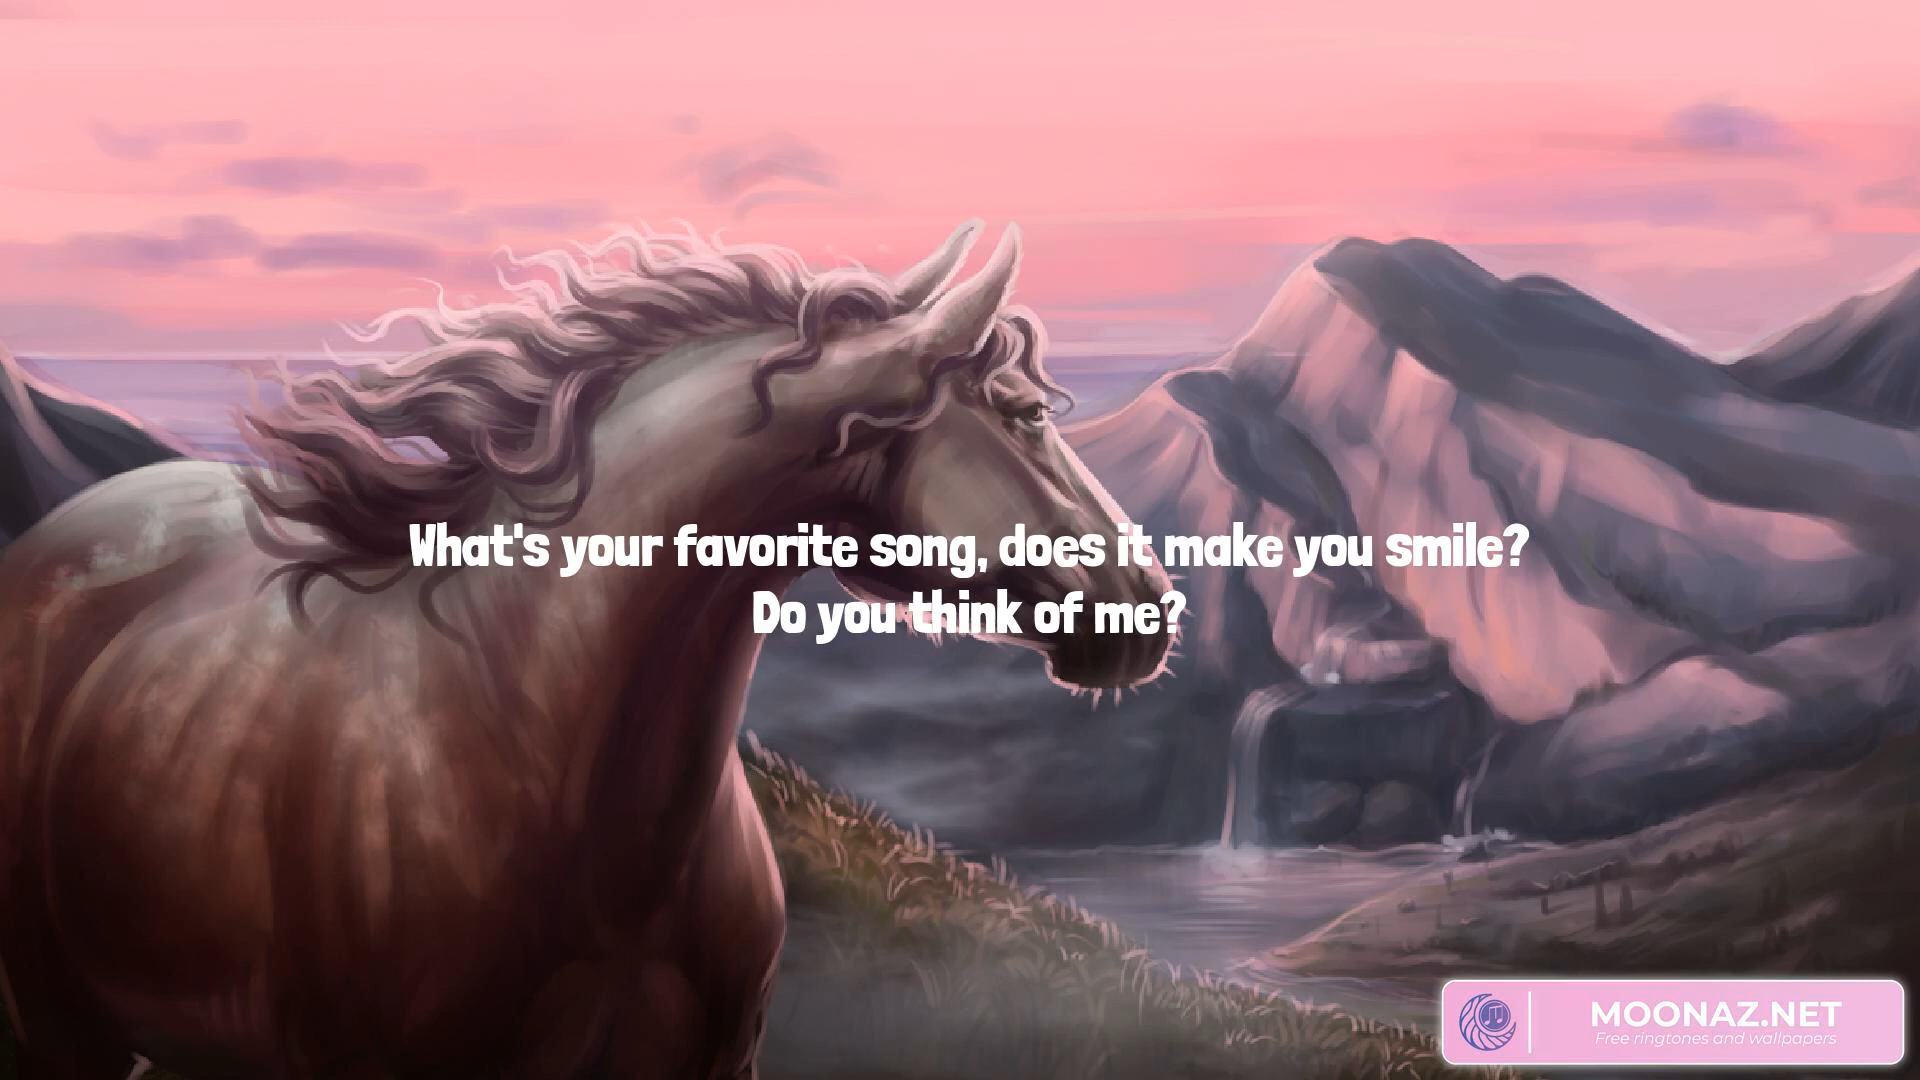 What's your favorite song, does it make you smile?
Do you think of me?
MOONAZ.NET
Free ringtones and wallpapers